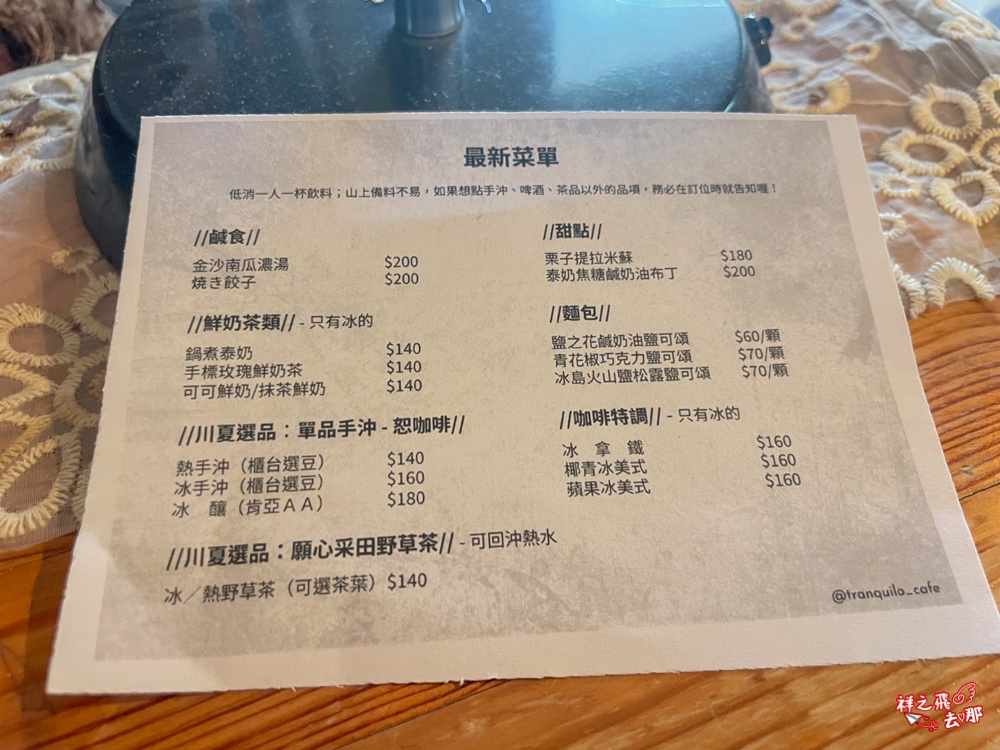 最新菜單
低消一人一杯飲料；山上備料不易，如果想點手沖、啤酒、茶品以外的品項，務必在訂位時就告知喔！
//鹹食//
金沙南瓜濃湯 $200
焼き餃子 $200
//鮮奶茶類// - 只有冰的
鍋煮泰奶 $140
手標玫瑰鮮奶茶 $140
可可鮮奶/抹茶鮮奶 $140
//川夏選品：單品手沖 - 恕咖啡//
熱手沖（櫃台選豆） $140
冰手沖（櫃台選豆） $160
冰 釀（肯亞ＡＡ） $180
//川夏選品：願心采田野草茶// - 可回沖熱水
冰／熱野草茶（可選茶葉） $140
//甜點//
栗子提拉米蘇 $180
泰奶焦糖鹹奶油布丁 $200
//麵包//
鹽之花鹹奶油鹽可頌 $60/顆
青花椒巧克力鹽可頌 $70/顆
冰島火山鹽松露鹽可頌 $70/顆
//咖啡特調// - 只有冰的
冰 拿 鐵 $160
椰青冰美式 $160
蘋果冰美式 $160
@tranquilo_cafe
祥之飛
去那